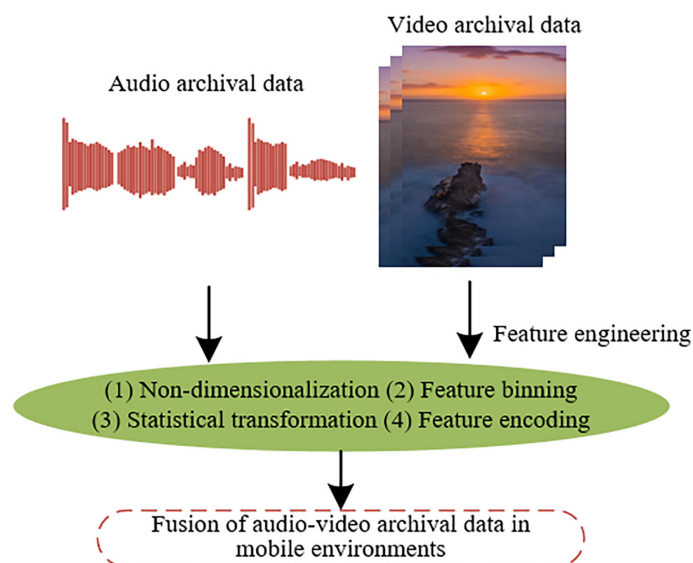 Video archival data
Audio archival data
Feature engineering
(1) Non-dimensionalization (2) Feature binning
(3) Statistical transformation (4) Feature encoding
Fusion of audio-video archival data in
mobile environments